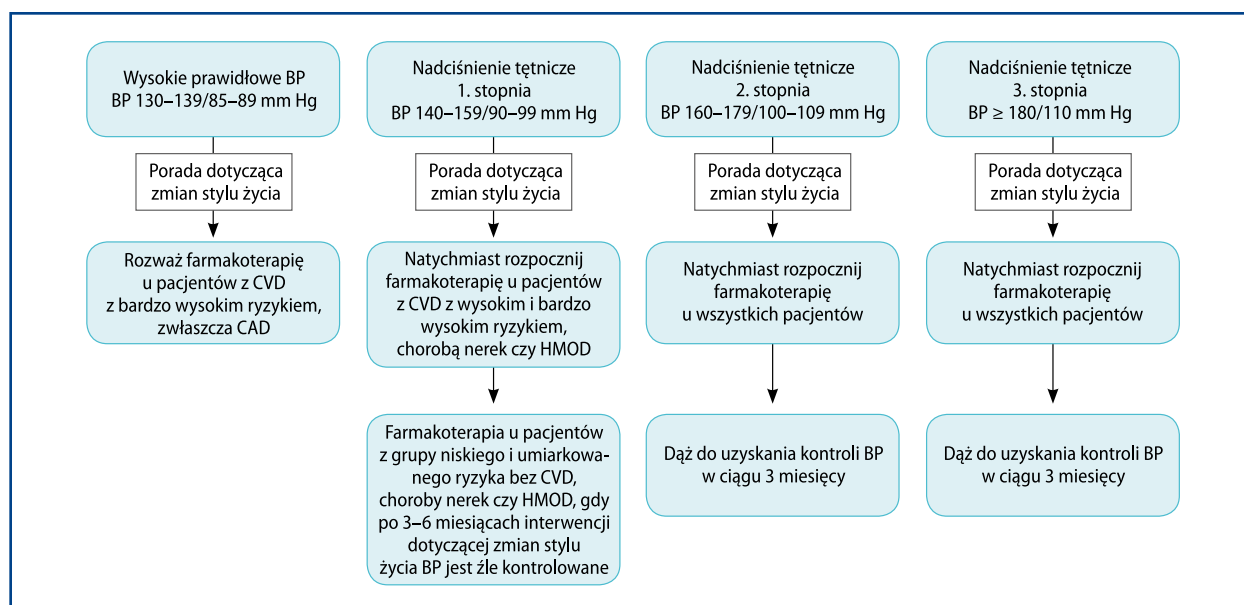 Wysokie prawidłowe BP
BP 130–139/85–89 mm Hg
Porada dotycząca
zmian stylu życia
Rozważ farmakoterapię
u pacjentów z CVD
z bardzo wysokim ryzykiem,
zwłaszcza CAD
Nadciśnienie tętnicze
1. stopnia
BP 140–159/90–99 mm Hg
Porada dotycząca
zmian stylu życia
Natychmiast rozpocznij
farmakoterapię u pacjentów
z CVD z wysokim i bardzo
wysokim ryzykiem,
chorobą nerek czy HMOD
Farmakoterapia u pacjentów
z grupy niskiego i umiarkowa-
nego ryzyka bez CVD,
choroby nerek czy HMOD, gdy
po 3–6 miesiącach interwencji
dotyczącej zmian stylu
życia BP jest źle kontrolowane
Nadciśnienie tętnicze
2. stopnia
BP 160–179/100–109 mm Hg
Porada dotycząca
zmian stylu życia
Natychmiast rozpocznij
farmakoterapię
u wszystkich pacjentów
Dąż do uzyskania kontroli BP
w ciągu 3 miesięcy
Nadciśnienie tętnicze
3. stopnia
BP ≥ 180/110 mm Hg
Porada dotycząca
zmian stylu życia
Natychmiast rozpocznij
farmakoterapię
u wszystkich pacjentów
Dąż do uzyskania kontroli BP
w ciągu 3 miesięcy